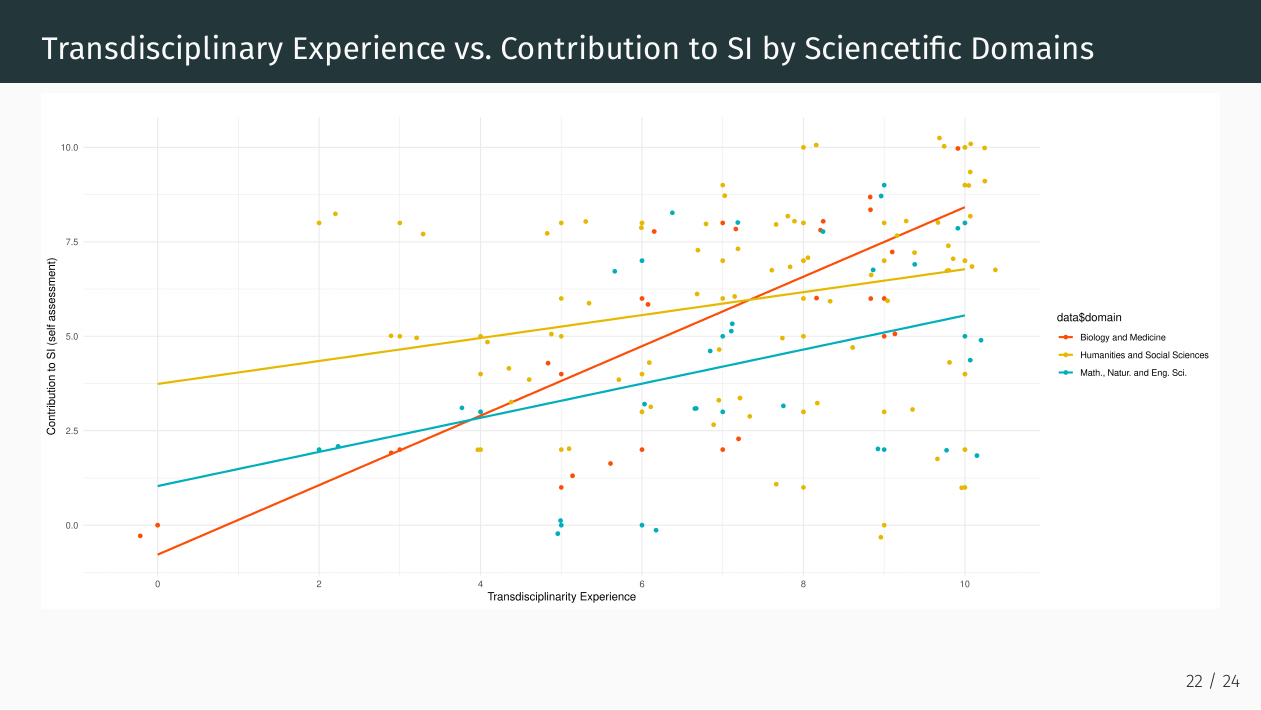 Transdisciplinary Experience vs. Contribution to SI by Sciencetific Domains
10.0
7.5
5.0
2.5
0.0
Contribution to SI (self assessment)
0 2 4 6 8 10
Transdisciplinarity Experience
data$domain
Biology and Medicine
Humanities and Social Sciences
Math., Natur. and Eng. Sci.
22 / 24